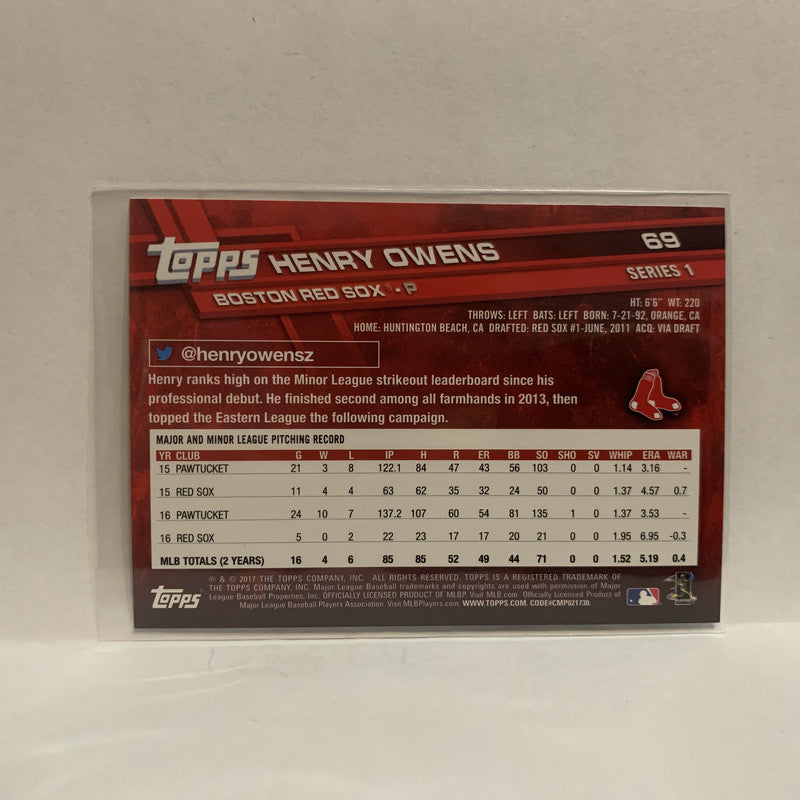 topps HENRY OWENS 69
BOSTON RED SOX - P SERIES 1
HT: 6'6" WT: 220
THROWS: LEFT BATS: LEFT BORN: 7-21-92, ORANGE, CA
HOME: HUNTINGTON BEACH, CA DRAFTED: RED SOX #1-JUNE, 2011 ACQ: VIA DRAFT
@henryowensz
Henry ranks high on the Minor League strikeout leaderboard since his
professional debut. He finished second among all farmhands in 2013, then
topped the Eastern League the following campaign.
MAJOR AND MINOR LEAGUE PITCHING RECORD
YR CLUB G W L IP H R ER BB SO SHO SV WHIP ERA WAR
15 PAWTUCKET 21 3 8 122.1 84 47 43 56 103 0 0 1.14 3.16 -
15 RED SOX 11 4 4 63 62 35 32 24 50 0 0 1.37 4.57 0.7
16 PAWTUCKET 24 10 7 137.2 107 60 54 81 135 1 0 1.37 3.53 -
16 RED SOX 5 0 2 22 23 17 17 20 21 0 0 1.95 6.95 -0.3
MLB TOTALS (2 YEARS) 16 4 6 85 85 52 49 44 71 0 0 1.52 5.19 0.4
® & © 2017 THE TOPPS COMPANY, INC. ALL RIGHTS RESERVED. TOPPS IS A REGISTERED TRADEMARK OF
THE TOPPS COMPANY, INC. Major League Baseball trademarks and copyrights are used with permission of Major
League Baseball Properties, Inc. OFFICIALLY LICENSED PRODUCT OF MLBP. Visit MLB.com Officially Licensed Product of
Major League Baseball Players Association. Visit MLBPlayers.com WWW.TOPPS.COM. CODE#CMP021730.
topps